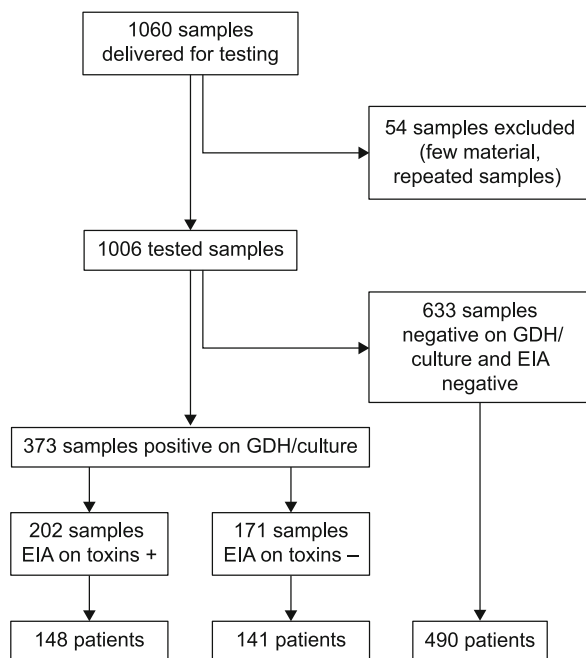 1060 samples
delivered for testing
54 samples excluded
(few material,
repeated samples)
1006 tested samples
633 samples
negative on GDH/
culture and EIA
negative
373 samples positive on GDH/culture
202 samples
EIA on toxins +
171 samples
EIA on toxins –
148 patients
141 patients
490 patients